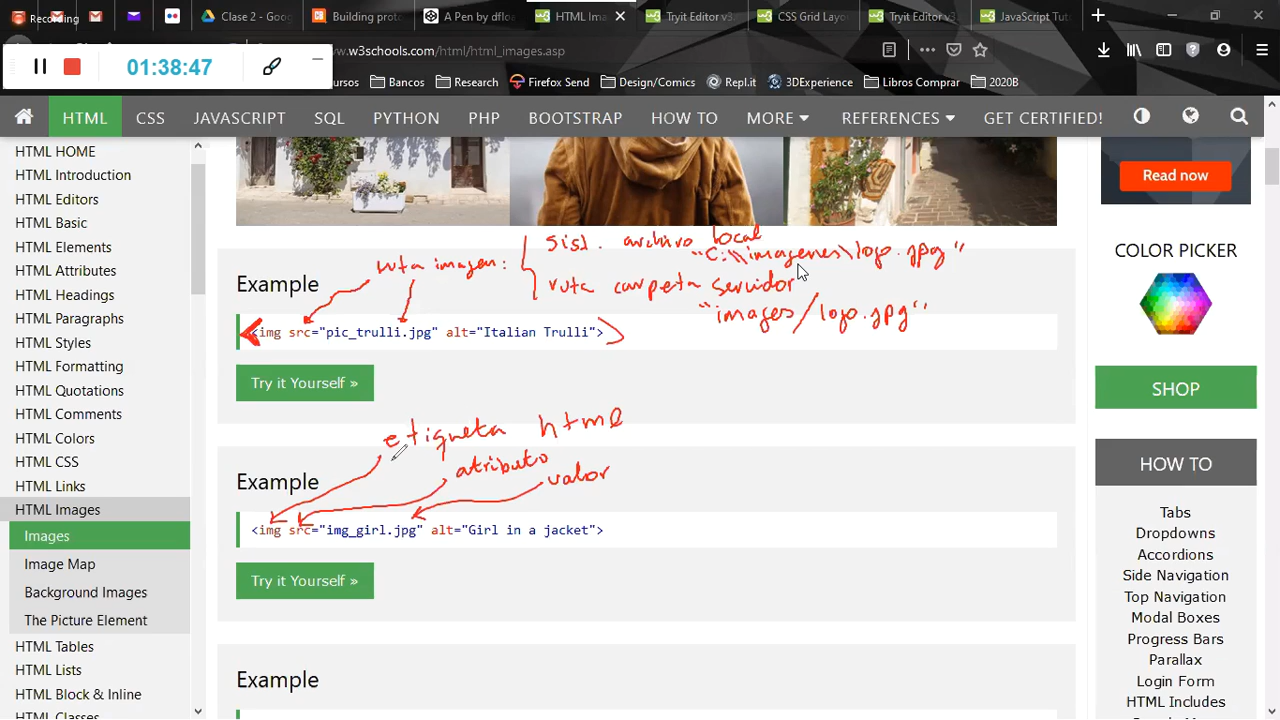 Recording
Clase 2 - Goo
Building proto
A Pen by dfloa
HTML Ima
Tryit Editor v3.
CSS Grid Layo
Tryit Editor v3.
JavaScript Tut
01:38:47
www.w3schools.com/html/html_images.asp
Bancos
Research
Firefox Send
Design/Comics
Repl.it
3DExperience
Libros Comprar
2020B
HTML
CSS
JAVASCRIPT
SQL
PYTHON
PHP
BOOTSTRAP
HOW TO
MORE
REFERENCES
GET CERTIFIED!
HTML HOME
HTML Introduction
HTML Editors
HTML Basic
HTML Elements
HTML Attributes
HTML Headings
HTML Paragraphs
HTML Styles
HTML Formatting
HTML Quotations
HTML Comments
HTML Colors
HTML CSS
HTML Links
HTML Images
Images
Image Map
Background Images
The Picture Element
HTML Tables
HTML Lists
HTML Block & Inline
HTML Classes
sist. archivo local
"C:\\imagenes\logo.jpg"
ruta imagen:
ruta carpeta servidor
"images/logo.jpg"
Example
<img src="pic_trulli.jpg" alt="Italian Trulli">
Try it Yourself »
etiqueta html
atributo
valor
Example
<img src="img_girl.jpg" alt="Girl in a jacket">
Try it Yourself »
Example
Read now
COLOR PICKER
SHOP
HOW TO
Tabs
Dropdowns
Accordions
Side Navigation
Top Navigation
Modal Boxes
Progress Bars
Parallax
Login Form
HTML Includes